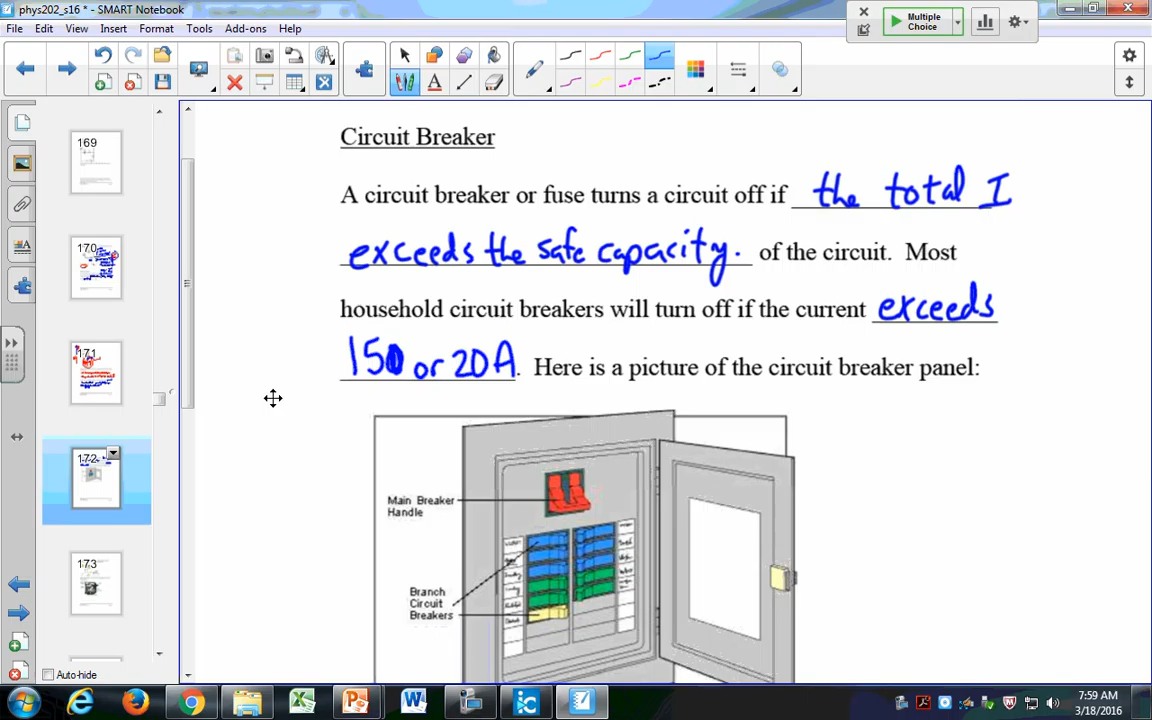 phys202_s16 * - SMART Notebook
File Edit View Insert Format Tools Add-ons Help
Multiple Choice
169
170
171
172
173
Circuit Breaker
A circuit breaker or fuse turns a circuit off if the total I
exceeds the safe capacity. of the circuit. Most
household circuit breakers will turn off if the current exceeds
15 or 20A. Here is a picture of the circuit breaker panel:
Main Breaker
Handle
Branch
Circuit
Breakers
Auto-hide
7:59 AM
3/18/2016